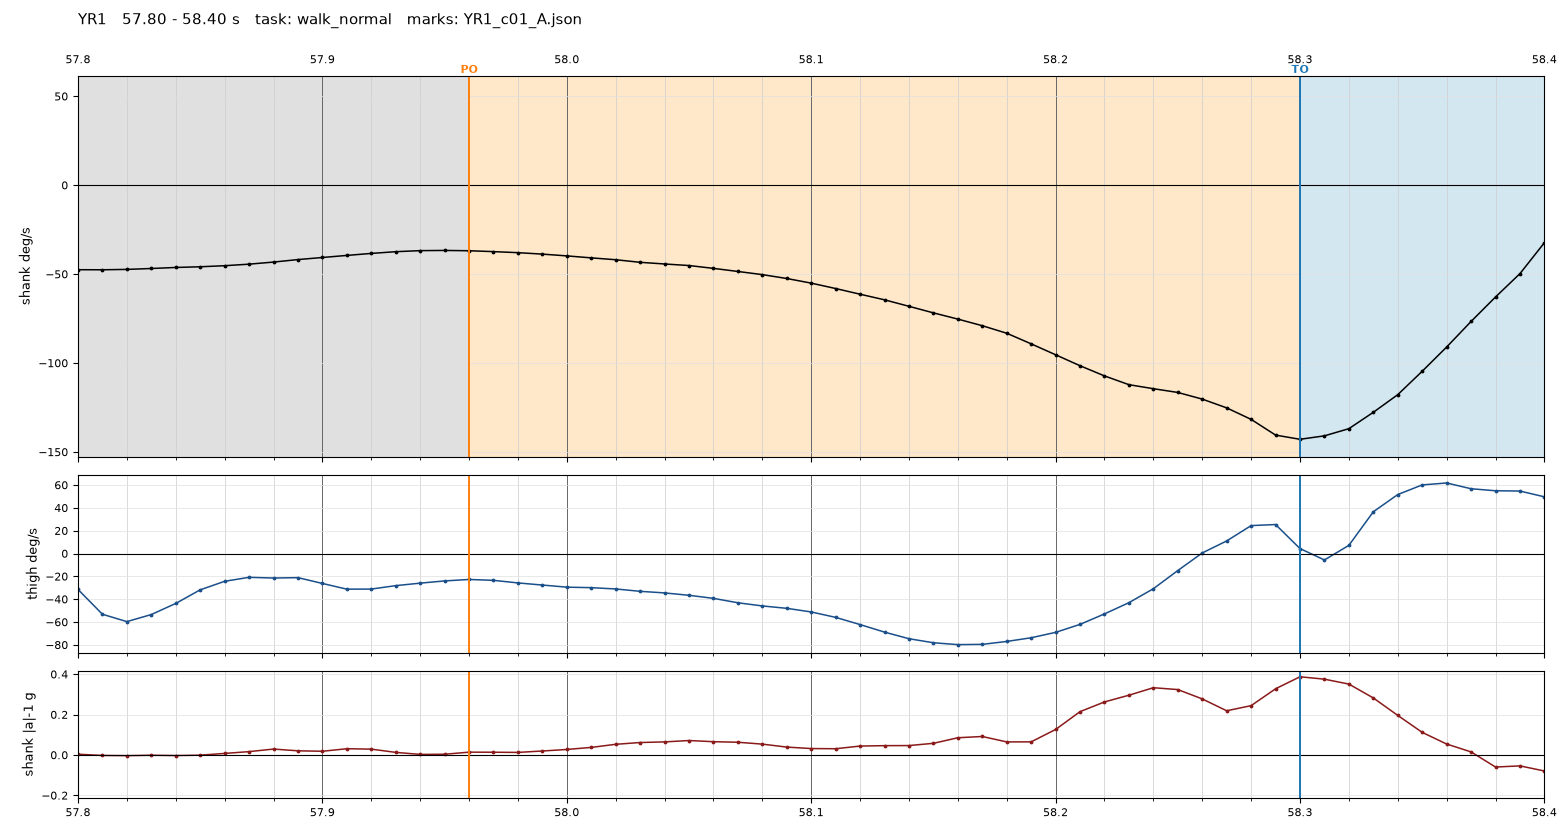 YR1   57.80 - 58.40 s   task: walk_normal   marks: YR1_c01_A.json
57.8 57.9 58.0 58.1 58.2 58.3 58.4
PO TO
shank deg/s
50
0
−50
−100
−150
thigh deg/s
60
40
20
0
−20
−40
−60
−80
shank |a|-1 g
0.4
0.2
0.0
−0.2
57.8 57.9 58.0 58.1 58.2 58.3 58.4